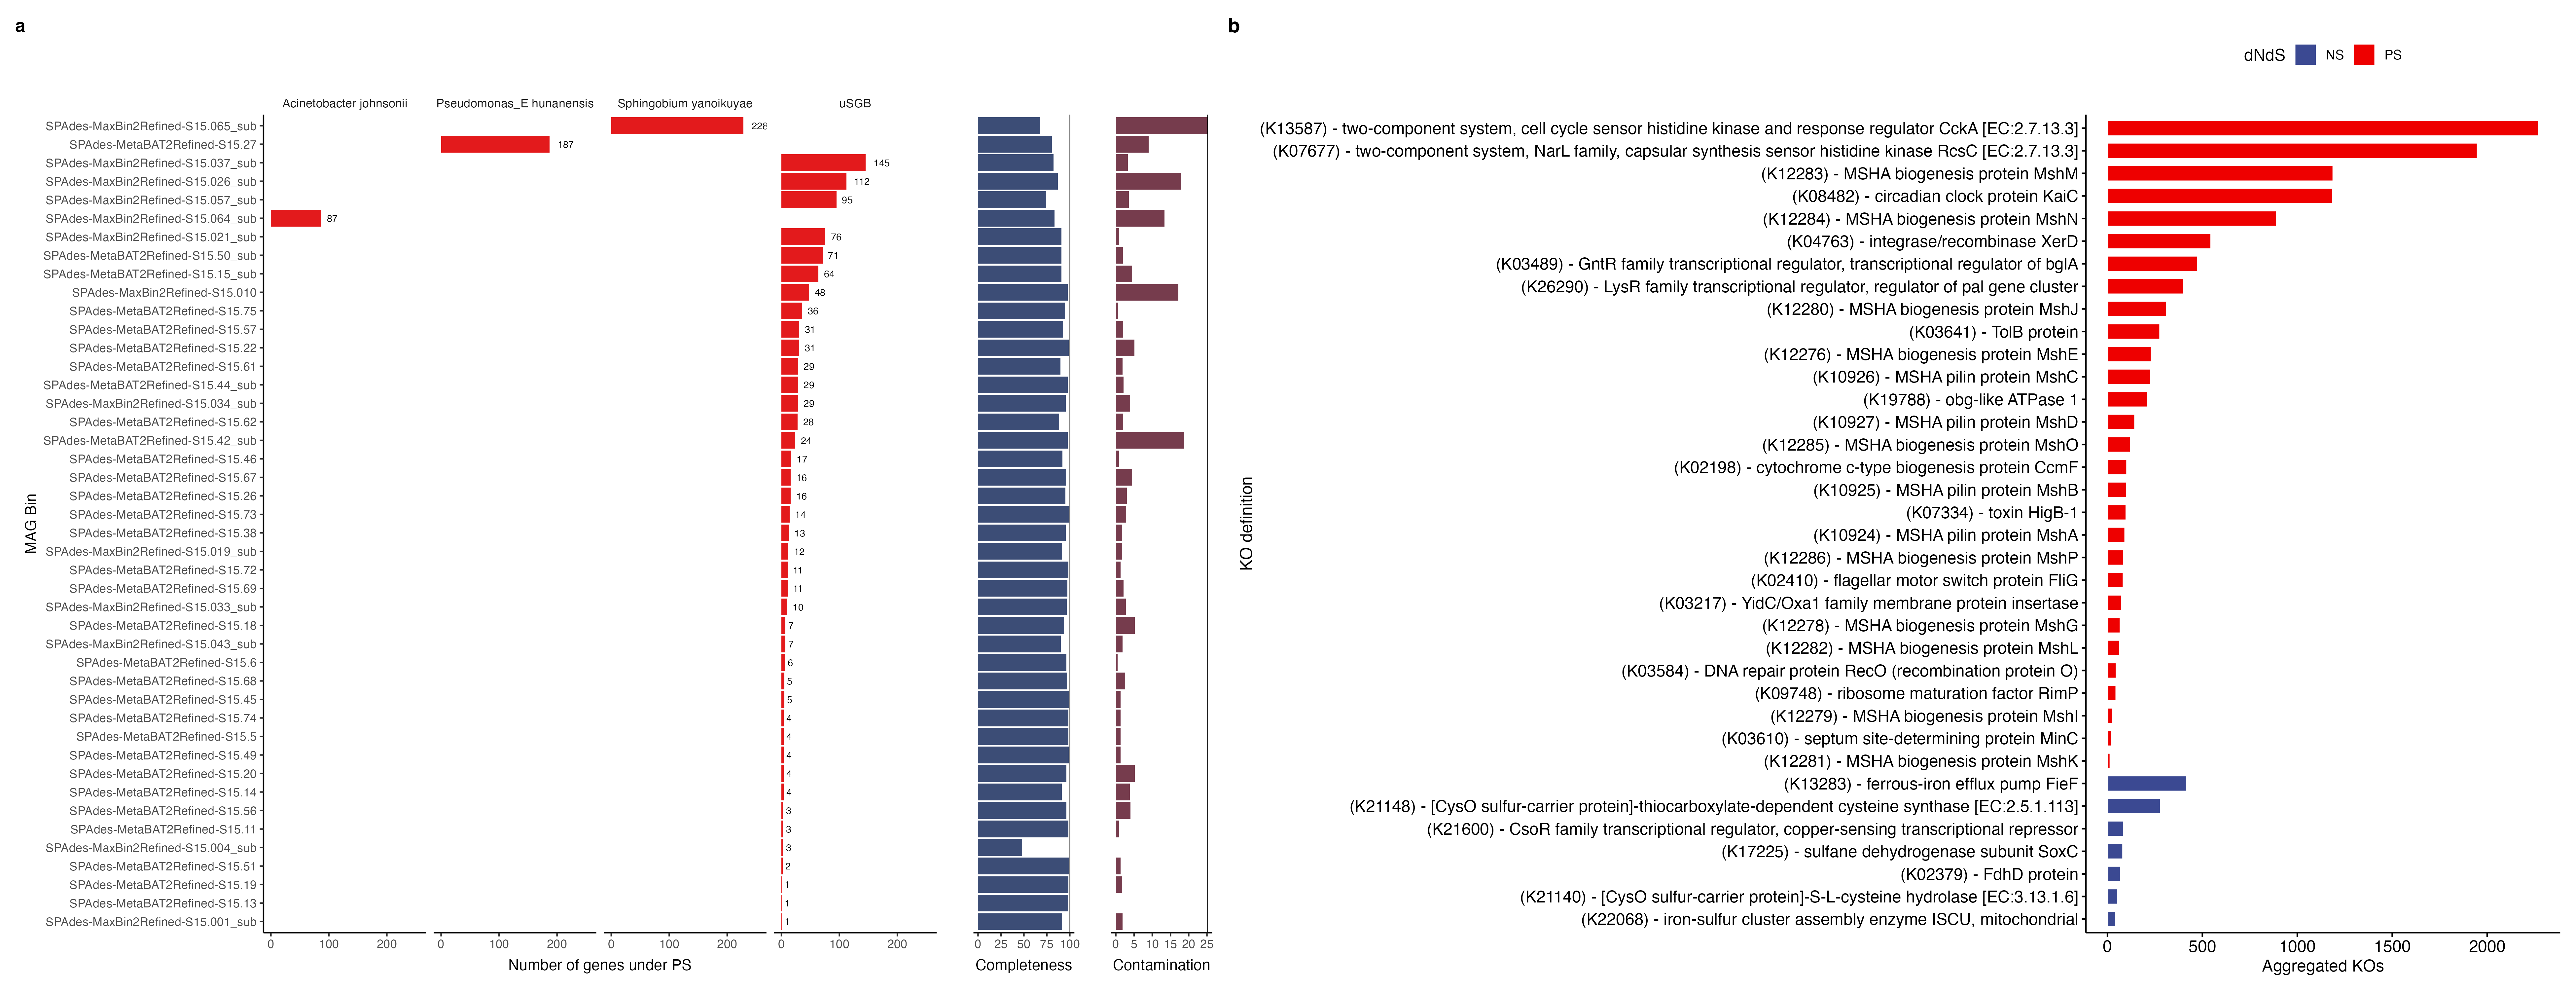 a
Acinetobacter johnsonii
Pseudomonas_E hunanensis
Sphingobium yanoikuyae
uSGB
MAG Bin
SPAdes-MaxBin2Refined-S15.065_sub
228
SPAdes-MetaBAT2Refined-S15.27
187
SPAdes-MaxBin2Refined-S15.037_sub
145
SPAdes-MaxBin2Refined-S15.026_sub
112
SPAdes-MaxBin2Refined-S15.057_sub
95
SPAdes-MaxBin2Refined-S15.064_sub
87
SPAdes-MaxBin2Refined-S15.021_sub
76
SPAdes-MetaBAT2Refined-S15.50_sub
71
SPAdes-MetaBAT2Refined-S15.15_sub
64
SPAdes-MaxBin2Refined-S15.010
48
SPAdes-MetaBAT2Refined-S15.75
36
SPAdes-MetaBAT2Refined-S15.57
31
SPAdes-MetaBAT2Refined-S15.22
31
SPAdes-MetaBAT2Refined-S15.61
29
SPAdes-MetaBAT2Refined-S15.44_sub
29
SPAdes-MaxBin2Refined-S15.034_sub
29
SPAdes-MetaBAT2Refined-S15.62
28
SPAdes-MetaBAT2Refined-S15.42_sub
24
SPAdes-MetaBAT2Refined-S15.46
17
SPAdes-MetaBAT2Refined-S15.67
16
SPAdes-MetaBAT2Refined-S15.26
16
SPAdes-MetaBAT2Refined-S15.73
14
SPAdes-MetaBAT2Refined-S15.38
13
SPAdes-MaxBin2Refined-S15.019_sub
12
SPAdes-MetaBAT2Refined-S15.72
11
SPAdes-MetaBAT2Refined-S15.69
11
SPAdes-MaxBin2Refined-S15.033_sub
10
SPAdes-MetaBAT2Refined-S15.18
7
SPAdes-MaxBin2Refined-S15.043_sub
7
SPAdes-MetaBAT2Refined-S15.6
6
SPAdes-MetaBAT2Refined-S15.68
5
SPAdes-MetaBAT2Refined-S15.45
5
SPAdes-MetaBAT2Refined-S15.74
4
SPAdes-MetaBAT2Refined-S15.5
4
SPAdes-MetaBAT2Refined-S15.49
4
SPAdes-MetaBAT2Refined-S15.20
4
SPAdes-MetaBAT2Refined-S15.14
4
SPAdes-MetaBAT2Refined-S15.56
3
SPAdes-MetaBAT2Refined-S15.11
3
SPAdes-MaxBin2Refined-S15.004_sub
3
SPAdes-MetaBAT2Refined-S15.51
2
SPAdes-MetaBAT2Refined-S15.19
1
SPAdes-MetaBAT2Refined-S15.13
1
SPAdes-MaxBin2Refined-S15.001_sub
1
0 100 200
0 100 200
0 100 200
0 100 200
0 25 50 75 100
0 5 10 15 20 25
Number of genes under PS
Completeness
Contamination
b
dNdS NS PS
KO definition
(K13587) - two-component system, cell cycle sensor histidine kinase and response regulator CckA [EC:2.7.13.3]
(K07677) - two-component system, NarL family, capsular synthesis sensor histidine kinase RcsC [EC:2.7.13.3]
(K12283) - MSHA biogenesis protein MshM
(K08482) - circadian clock protein KaiC
(K12284) - MSHA biogenesis protein MshN
(K04763) - integrase/recombinase XerD
(K03489) - GntR family transcriptional regulator, transcriptional regulator of bglA
(K26290) - LysR family transcriptional regulator, regulator of pal gene cluster
(K12280) - MSHA biogenesis protein MshJ
(K03641) - TolB protein
(K12276) - MSHA biogenesis protein MshE
(K10926) - MSHA pilin protein MshC
(K19788) - obg-like ATPase 1
(K10927) - MSHA pilin protein MshD
(K12285) - MSHA biogenesis protein MshO
(K02198) - cytochrome c-type biogenesis protein CcmF
(K10925) - MSHA pilin protein MshB
(K07334) - toxin HigB-1
(K10924) - MSHA pilin protein MshA
(K12286) - MSHA biogenesis protein MshP
(K02410) - flagellar motor switch protein FliG
(K03217) - YidC/Oxa1 family membrane protein insertase
(K12278) - MSHA biogenesis protein MshG
(K12282) - MSHA biogenesis protein MshL
(K03584) - DNA repair protein RecO (recombination protein O)
(K09748) - ribosome maturation factor RimP
(K12279) - MSHA biogenesis protein MshI
(K03610) - septum site-determining protein MinC
(K12281) - MSHA biogenesis protein MshK
(K13283) - ferrous-iron efflux pump FieF
(K21148) - [CysO sulfur-carrier protein]-thiocarboxylate-dependent cysteine synthase [EC:2.5.1.113]
(K21600) - CsoR family transcriptional regulator, copper-sensing transcriptional repressor
(K17225) - sulfane dehydrogenase subunit SoxC
(K02379) - FdhD protein
(K21140) - [CysO sulfur-carrier protein]-S-L-cysteine hydrolase [EC:3.13.1.6]
(K22068) - iron-sulfur cluster assembly enzyme ISCU, mitochondrial
0 500 1000 1500 2000
Aggregated KOs